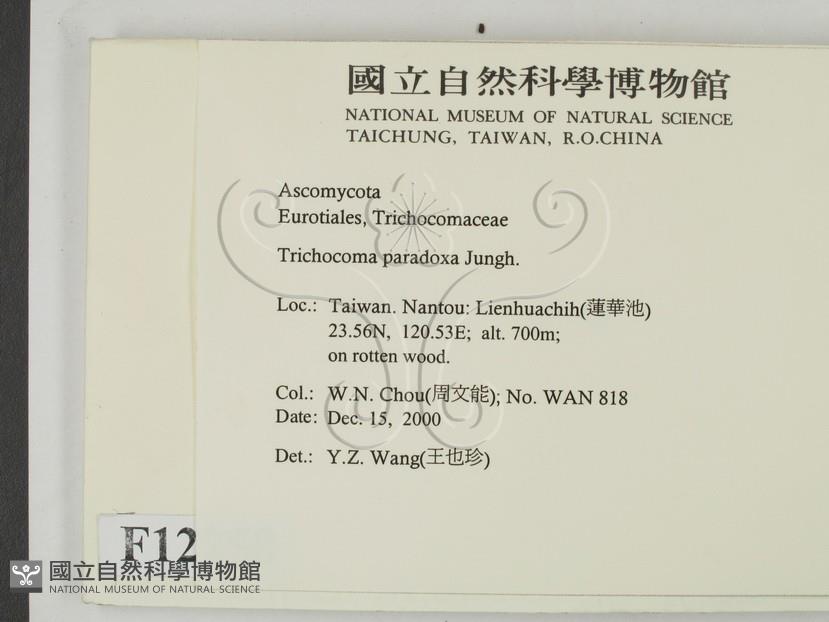 國立自然科學博物館
NATIONAL MUSEUM OF NATURAL SCIENCE
TAICHUNG, TAIWAN, R.O.CHINA
Ascomycota
Eurotiales, Trichocomaceae
Trichocoma paradoxa Jungh.
Loc.: Taiwan. Nantou: Lienhuachih(蓮華池)
23.56N, 120.53E; alt. 700m;
on rotten wood.
Col.: W.N. Chou(周文能); No. WAN 818
Date: Dec. 15, 2000
Det.: Y.Z. Wang(王也珍)
F12
國立自然科學博物館
NATIONAL MUSEUM OF NATURAL SCIENCE